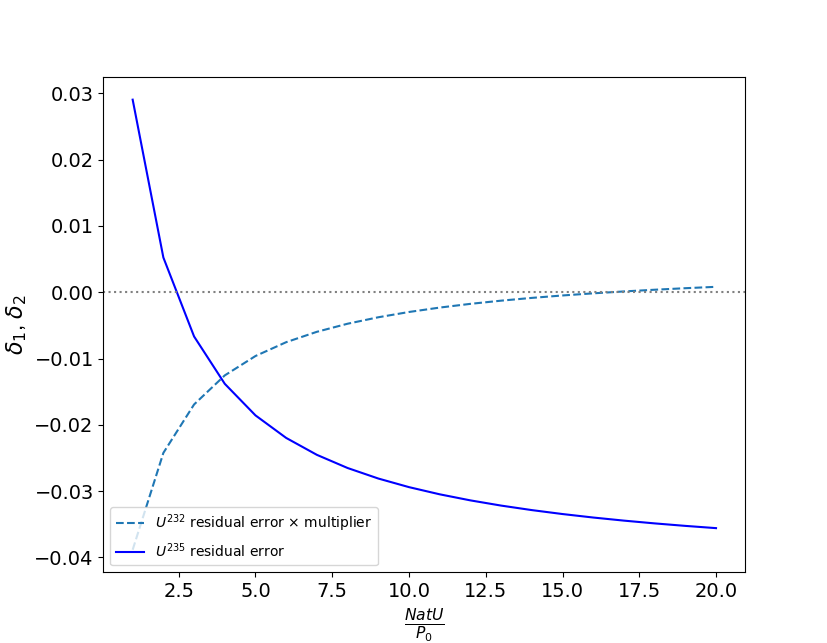 0.03
0.02
0.01
0.00
−0.01
−0.02
−0.03
−0.04
δ₁, δ₂
U²³² residual error × multiplier
U²³⁵ residual error
2.5 5.0 7.5 10.0 12.5 15.0 17.5 20.0
NatU
P₀